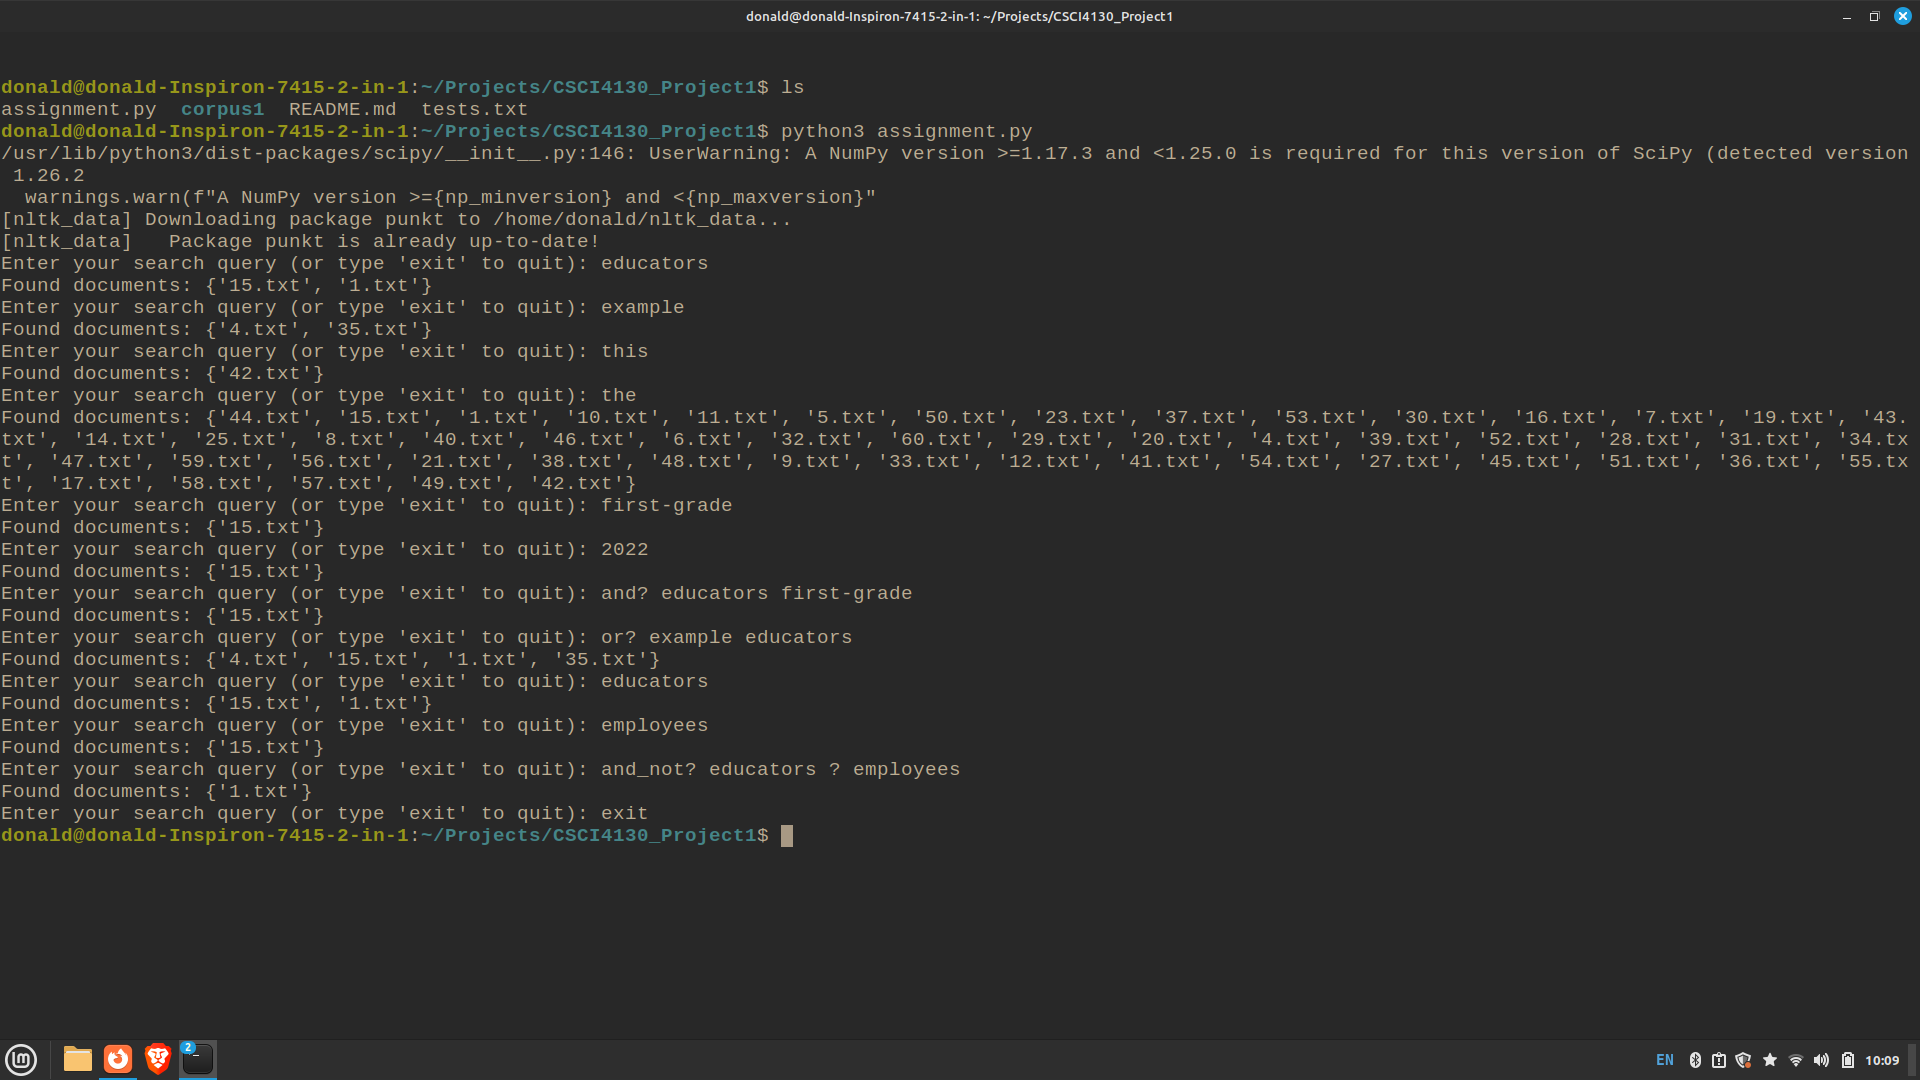 donald@donald-Inspiron-7415-2-in-1: ~/Projects/CSCI4130_Project1
donald@donald-Inspiron-7415-2-in-1:~/Projects/CSCI4130_Project1$ ls
assignment.py  corpus1  README.md  tests.txt
donald@donald-Inspiron-7415-2-in-1:~/Projects/CSCI4130_Project1$ python3 assignment.py
/usr/lib/python3/dist-packages/scipy/__init__.py:146: UserWarning: A NumPy version >=1.17.3 and <1.25.0 is required for this version of SciPy (detected version
 1.26.2
  warnings.warn(f"A NumPy version >={np_minversion} and <{np_maxversion}"
[nltk_data] Downloading package punkt to /home/donald/nltk_data...
[nltk_data]   Package punkt is already up-to-date!
Enter your search query (or type 'exit' to quit): educators
Found documents: {'15.txt', '1.txt'}
Enter your search query (or type 'exit' to quit): example
Found documents: {'4.txt', '35.txt'}
Enter your search query (or type 'exit' to quit): this
Found documents: {'42.txt'}
Enter your search query (or type 'exit' to quit): the
Found documents: {'44.txt', '15.txt', '1.txt', '10.txt', '11.txt', '5.txt', '50.txt', '23.txt', '37.txt', '53.txt', '30.txt', '16.txt', '7.txt', '19.txt', '43.
txt', '14.txt', '25.txt', '8.txt', '40.txt', '46.txt', '6.txt', '32.txt', '60.txt', '29.txt', '20.txt', '4.txt', '39.txt', '52.txt', '28.txt', '31.txt', '34.tx
t', '47.txt', '59.txt', '56.txt', '21.txt', '38.txt', '48.txt', '9.txt', '33.txt', '12.txt', '41.txt', '54.txt', '27.txt', '45.txt', '51.txt', '36.txt', '55.tx
t', '17.txt', '58.txt', '57.txt', '49.txt', '42.txt'}
Enter your search query (or type 'exit' to quit): first-grade
Found documents: {'15.txt'}
Enter your search query (or type 'exit' to quit): 2022
Found documents: {'15.txt'}
Enter your search query (or type 'exit' to quit): and? educators first-grade
Found documents: {'15.txt'}
Enter your search query (or type 'exit' to quit): or? example educators
Found documents: {'4.txt', '15.txt', '1.txt', '35.txt'}
Enter your search query (or type 'exit' to quit): educators
Found documents: {'15.txt', '1.txt'}
Enter your search query (or type 'exit' to quit): employees
Found documents: {'15.txt'}
Enter your search query (or type 'exit' to quit): and_not? educators ? employees
Found documents: {'1.txt'}
Enter your search query (or type 'exit' to quit): exit
donald@donald-Inspiron-7415-2-in-1:~/Projects/CSCI4130_Project1$
2
EN
10:09